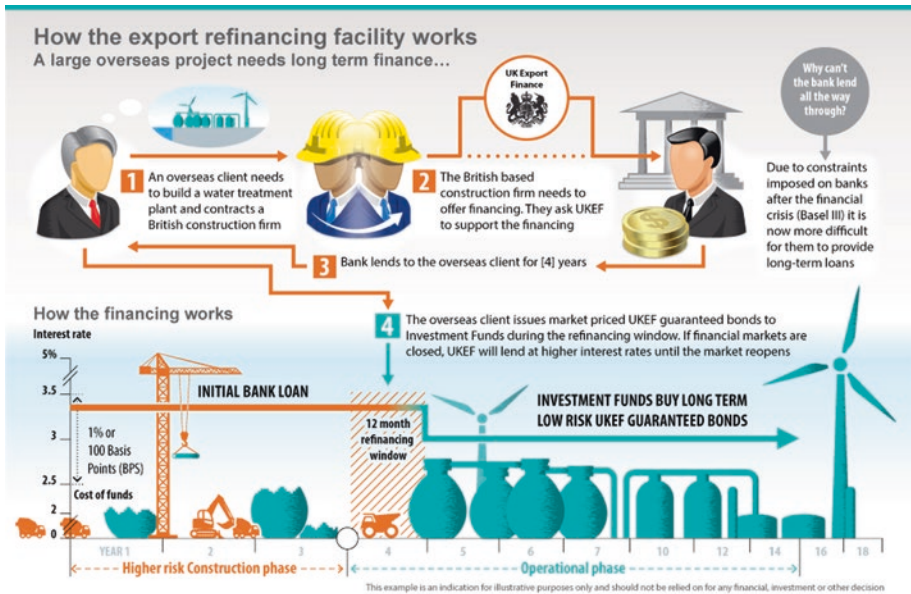 How the export refinancing facility works
A large overseas project needs long term finance…
UK Export
Finance
Why can't
the bank lend
all the way
through?
1
An overseas client needs
to build a water treatment
plant and contracts a
British construction firm
2
The British based
construction firm needs to
offer financing. They ask UKEF
to support the financing
Due to constraints
imposed on banks
after the financial
crisis (Basel III) it is
now more difficult
for them to provide
long-term loans
3
Bank lends to the overseas client for [4] years
How the financing works
4
The overseas client issues market priced UKEF guaranteed bonds to
Investment Funds during the refinancing window. If financial markets are
closed, UKEF will lend at higher interest rates until the market reopens
Interest rate
5%
3.5
3
2.5
2
0
INITIAL BANK LOAN
1% or
100 Basis
Points (BPS)
Cost of funds
12 month
refinancing
window
INVESTMENT FUNDS BUY LONG TERM
LOW RISK UKEF GUARANTEED BONDS
YEAR 1 2 3 4 5 6 7 10 12 14 16 18
Higher risk Construction phase
Operational phase
This example is an indication for illustrative purposes only and should not be relied on for any financial, investment or other decision